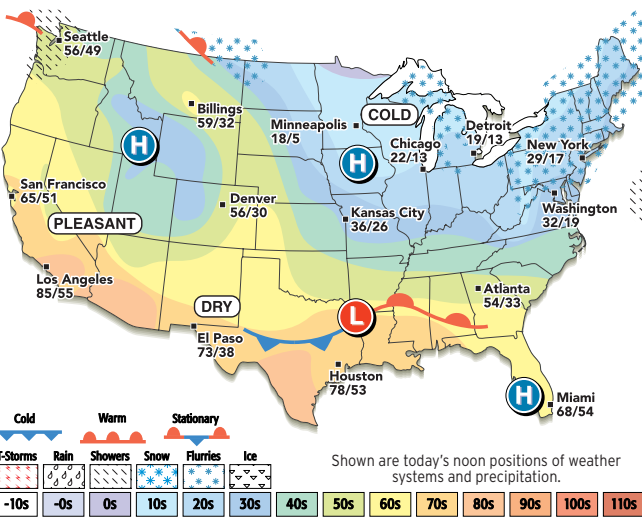 Seattle
56/49
Billings
59/32
Minneapolis
18/5
COLD
Detroit
19/13
Chicago
22/13
New York
29/17
H
H
San Francisco
65/51
Denver
56/30
Kansas City
36/26
Washington
32/19
PLEASANT
Los Angeles
85/55
DRY
L
Atlanta
54/33
El Paso
73/38
Houston
78/53
H
Miami
68/54
Cold Warm Stationary
T-Storms Rain Showers Snow Flurries Ice
Shown are today's noon positions of weather
systems and precipitation.
-10s -0s 0s 10s 20s 30s 40s 50s 60s 70s 80s 90s 100s 110s